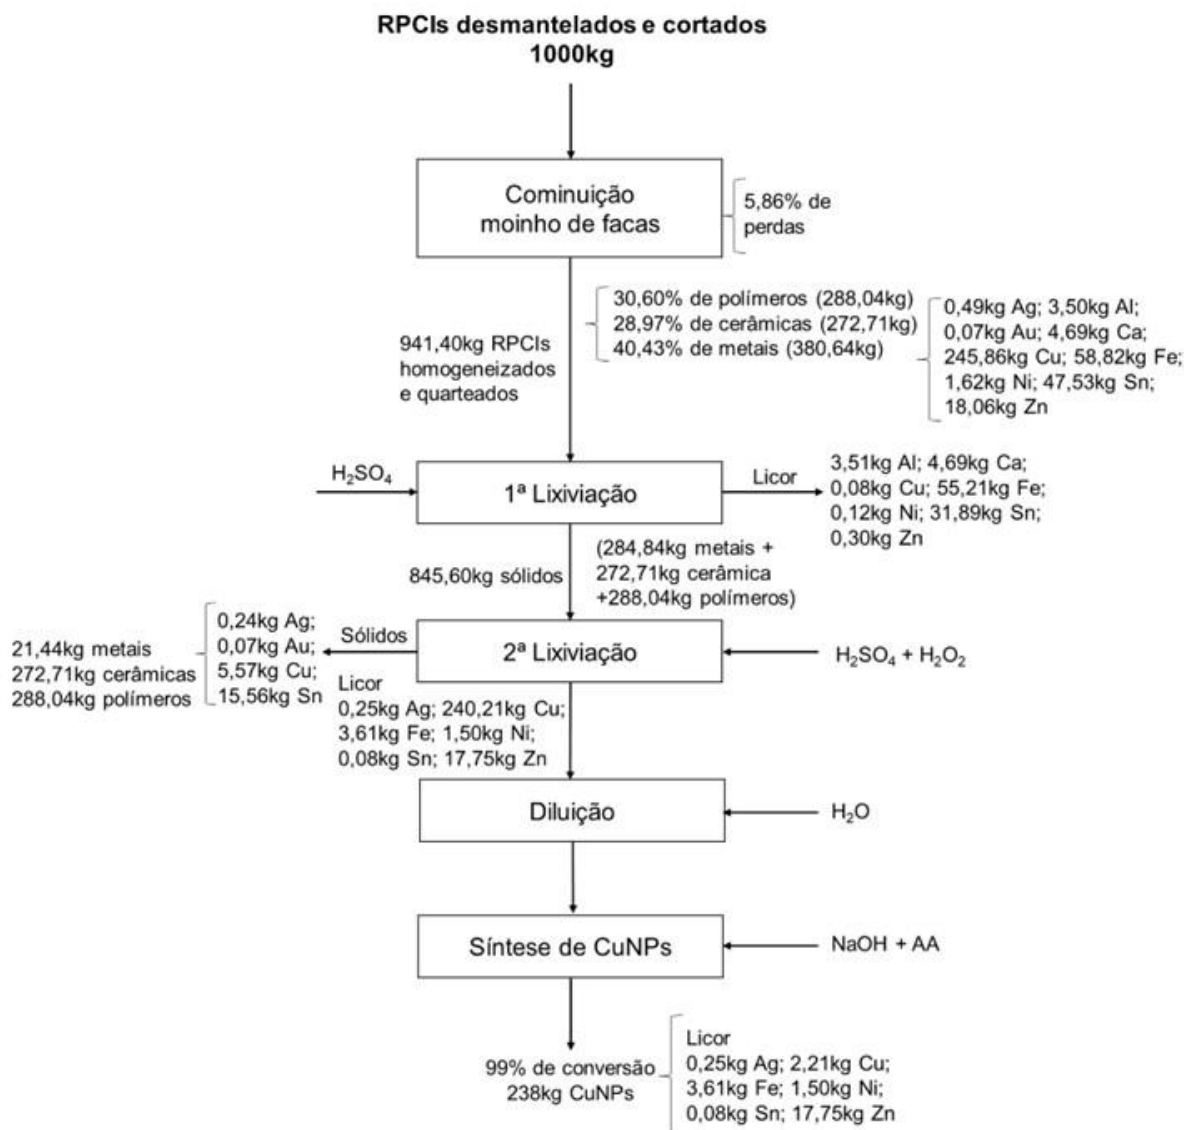 RPCIs desmantelados e cortados
1000kg
Cominuição
moinho de facas
5,86% de
perdas
941,40kg RPCIs
homogeneizados
e quarteados
30,60% de polímeros (288,04kg)
28,97% de cerâmicas (272,71kg)
40,43% de metais (380,64kg)
0,49kg Ag; 3,50kg Al;
0,07kg Au; 4,69kg Ca;
245,86kg Cu; 58,82kg Fe;
1,62kg Ni; 47,53kg Sn;
18,06kg Zn
H₂SO₄
1ª Lixiviação
Licor
3,51kg Al; 4,69kg Ca;
0,08kg Cu; 55,21kg Fe;
0,12kg Ni; 31,89kg Sn;
0,30kg Zn
845,60kg sólidos
(284,84kg metais +
272,71kg cerâmica
+288,04kg polímeros)
2ª Lixiviação
H₂SO₄ + H₂O₂
Sólidos
0,24kg Ag;
0,07kg Au;
5,57kg Cu;
15,56kg Sn
21,44kg metais
272,71kg cerâmicas
288,04kg polímeros
Licor
0,25kg Ag; 240,21kg Cu;
3,61kg Fe; 1,50kg Ni;
0,08kg Sn; 17,75kg Zn
Diluição
H₂O
Síntese de CuNPs
NaOH + AA
99% de conversão
238kg CuNPs
Licor
0,25kg Ag; 2,21kg Cu;
3,61kg Fe; 1,50kg Ni;
0,08kg Sn; 17,75kg Zn